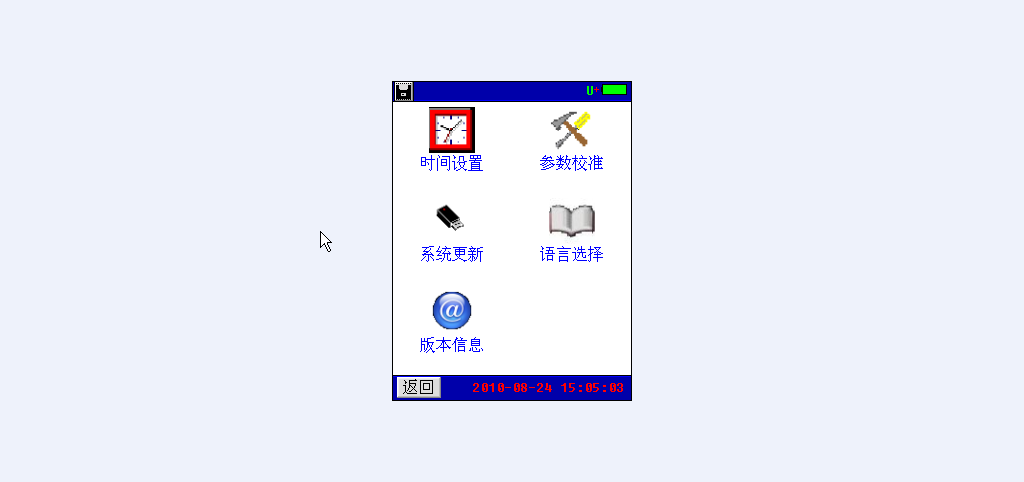 U+
时间设置 参数校准
系统更新 语言选择
@
版本信息
返回 2010-08-24 15:05:03